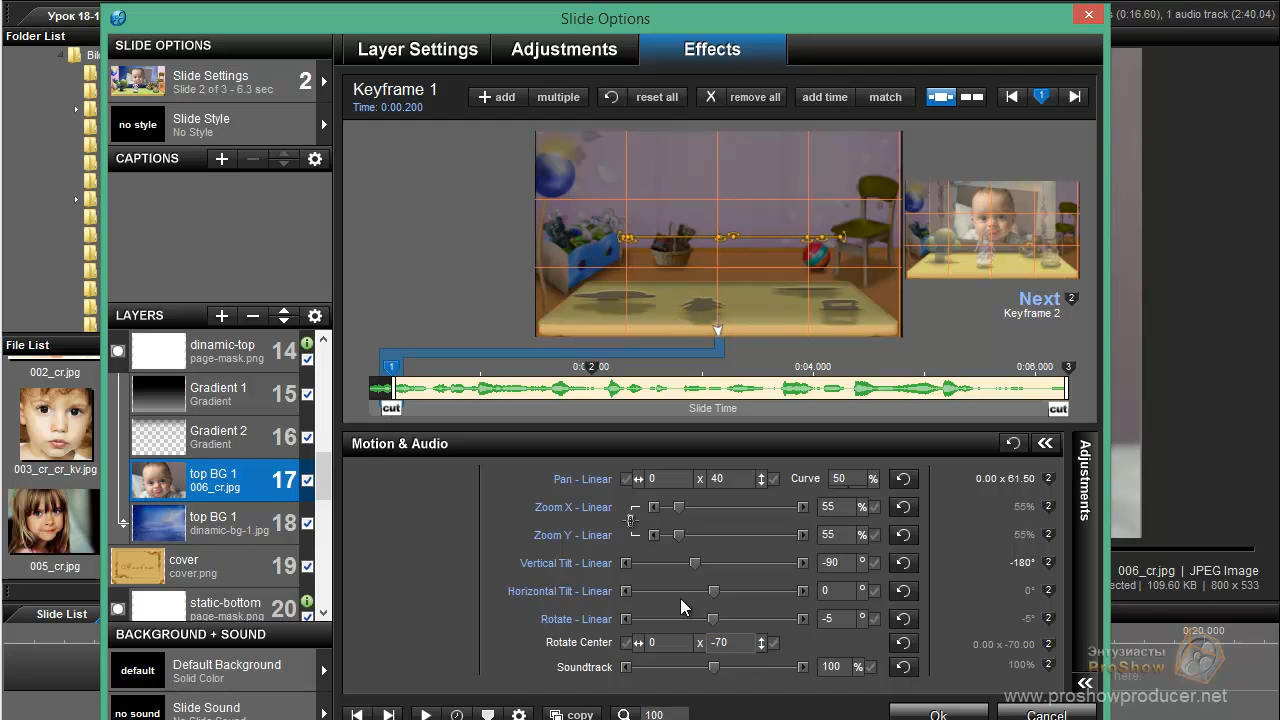 Урок 18-1
Slide Options
s (0:16.60), 1 audio track (2:40.04)
Folder List
SLIDE OPTIONS
Layer Settings
Adjustments
Effects
Slide Settings
Slide 2 of 3 - 6.3 sec
2
Keyframe 1
Time: 0:00.200
add
multiple
reset all
X
remove all
add time
match
1
no style
Slide Style
No Style
CAPTIONS
Next
2
Keyframe 2
LAYERS
File List
002_cr.jpg
003_cr_cr_kv.jpg
005_cr.jpg
dinamic-top
page-mask.png
14
Gradient 1
Gradient
15
Gradient 2
Gradient
16
top BG 1
006_cr.jpg
17
top BG 1
dinamic-bg-1.jpg
18
cover
cover.png
19
static-bottom
page-mask.png
20
1
2
0:04.000
0:06.000
3
cut
Slide Time
cut
Motion & Audio
Adjustments
Pan - Linear
0
x
40
Curve
50
%
0.00 x 61.50
2
Zoom X - Linear
55
%
55%
2
Zoom Y - Linear
55
%
55%
2
Vertical Tilt - Linear
-90
°
-180°
2
Horizontal Tilt - Linear
0
°
0°
2
Rotate - Linear
-5
°
-5°
2
Rotate Center
0
x
-70
0.00 x -70.00
2
Soundtrack
100
%
100%
2
006_cr.jpg | JPEG Image
ected | 109.60 KB | 800 x 533
Slide List
0:20.000
BACKGROUND + SOUND
default
Default Background
Solid Color
no sound
Slide Sound
copy
100
Ok
Cancel
Энтузиасты
ProShow
here.
www.proshowproducer.net